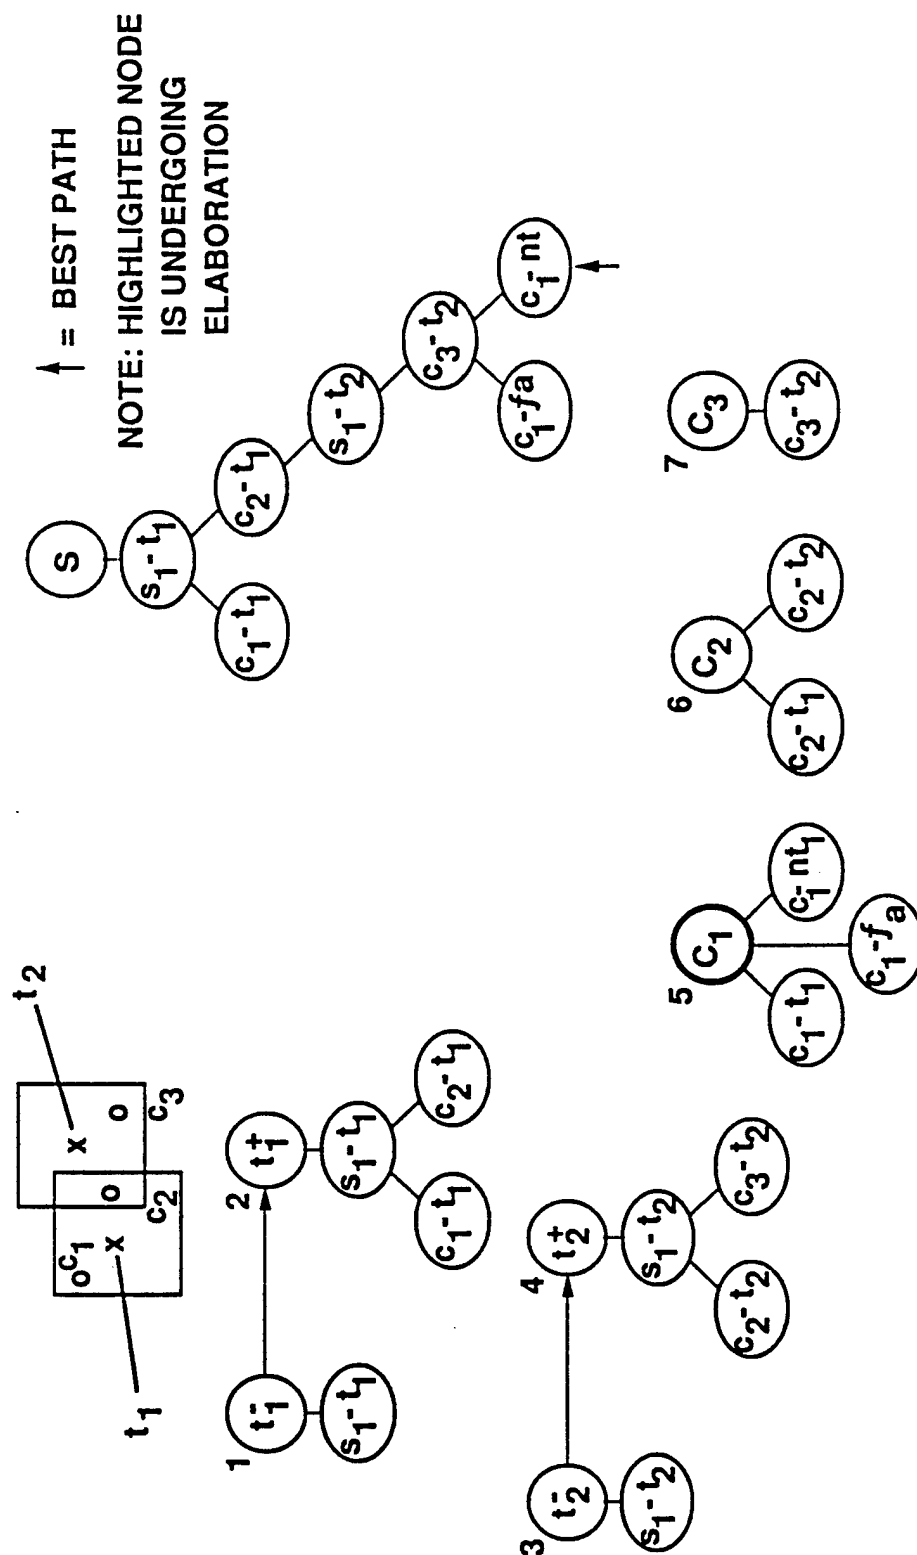 t₁
t₂
oc₁
x
o
c₂
x
o
c₃
↑ = BEST PATH
NOTE: HIGHLIGHTED NODE
IS UNDERGOING
ELABORATION
1
t₁⁻
s₁-t₁
2
t₁⁺
s₁-t₁
c₁-t₁
c₂-t₁
S
s₁-t₁
c₁-t₁
c₂-t₁
s₁-t₂
c₃-t₂
c₁-fa
c₁-nt
3
t₂⁻
s₁-t₂
4
t₂⁺
s₁-t₂
c₂-t₂
c₃-t₂
5
C₁
c₁-t₁
c₁-nt₁
c₁-fa
6
C₂
c₂-t₁
c₂-t₂
7
C₃
c₃-t₂